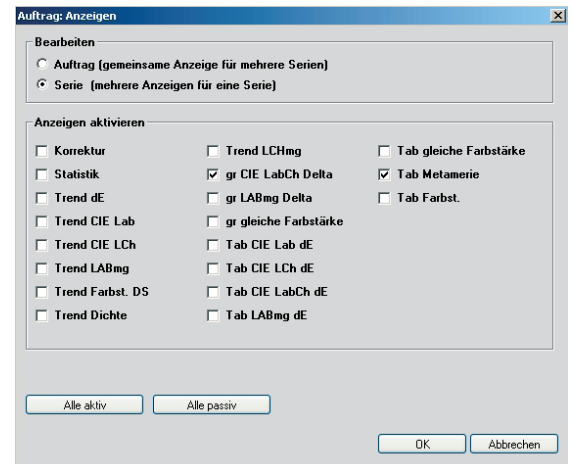 Auftrag: Anzeigen
Bearbeiten
Auftrag (gemeinsame Anzeige für mehrere Serien)
Serie (mehrere Anzeigen für eine Serie)
Anzeigen aktivieren
Korrektur
Statistik
Trend dE
Trend CIE Lab
Trend CIE LCh
Trend LABmg
Trend Farbst. DS
Trend Dichte
Trend LCHmg
gr CIE LabCh Delta
gr LABmg Delta
gr gleiche Farbstärke
Tab CIE Lab dE
Tab CIE LCh dE
Tab CIE LabCh dE
Tab LABmg dE
Tab gleiche Farbstärke
Tab Metamerie
Tab Farbst.
Alle aktiv
Alle passiv
OK
Abbrechen